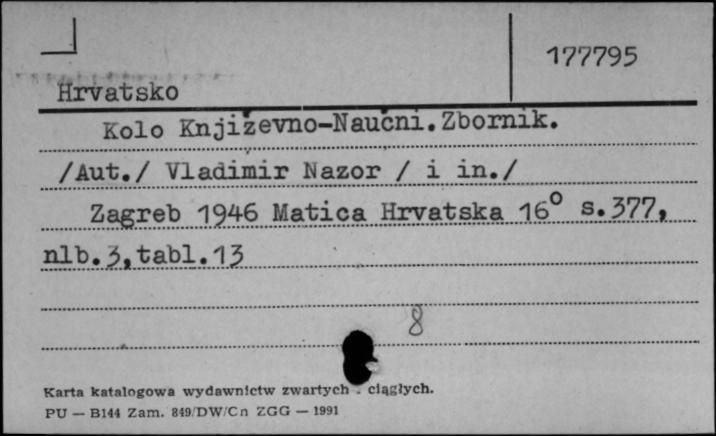 177795
Hrvatsko
Kolo Književno-Naučni.Zbornik.
/Aut./ Vladimir Nazor / i in./
Zagreb 1946 Matica Hrvatska 16° s.377,
nlb.3,tabl.13
8
Karta katalogowa wydawnictw zwartych ciągłych.
PU — B144 Zam. 849/DW/Cn ZGG — 1991